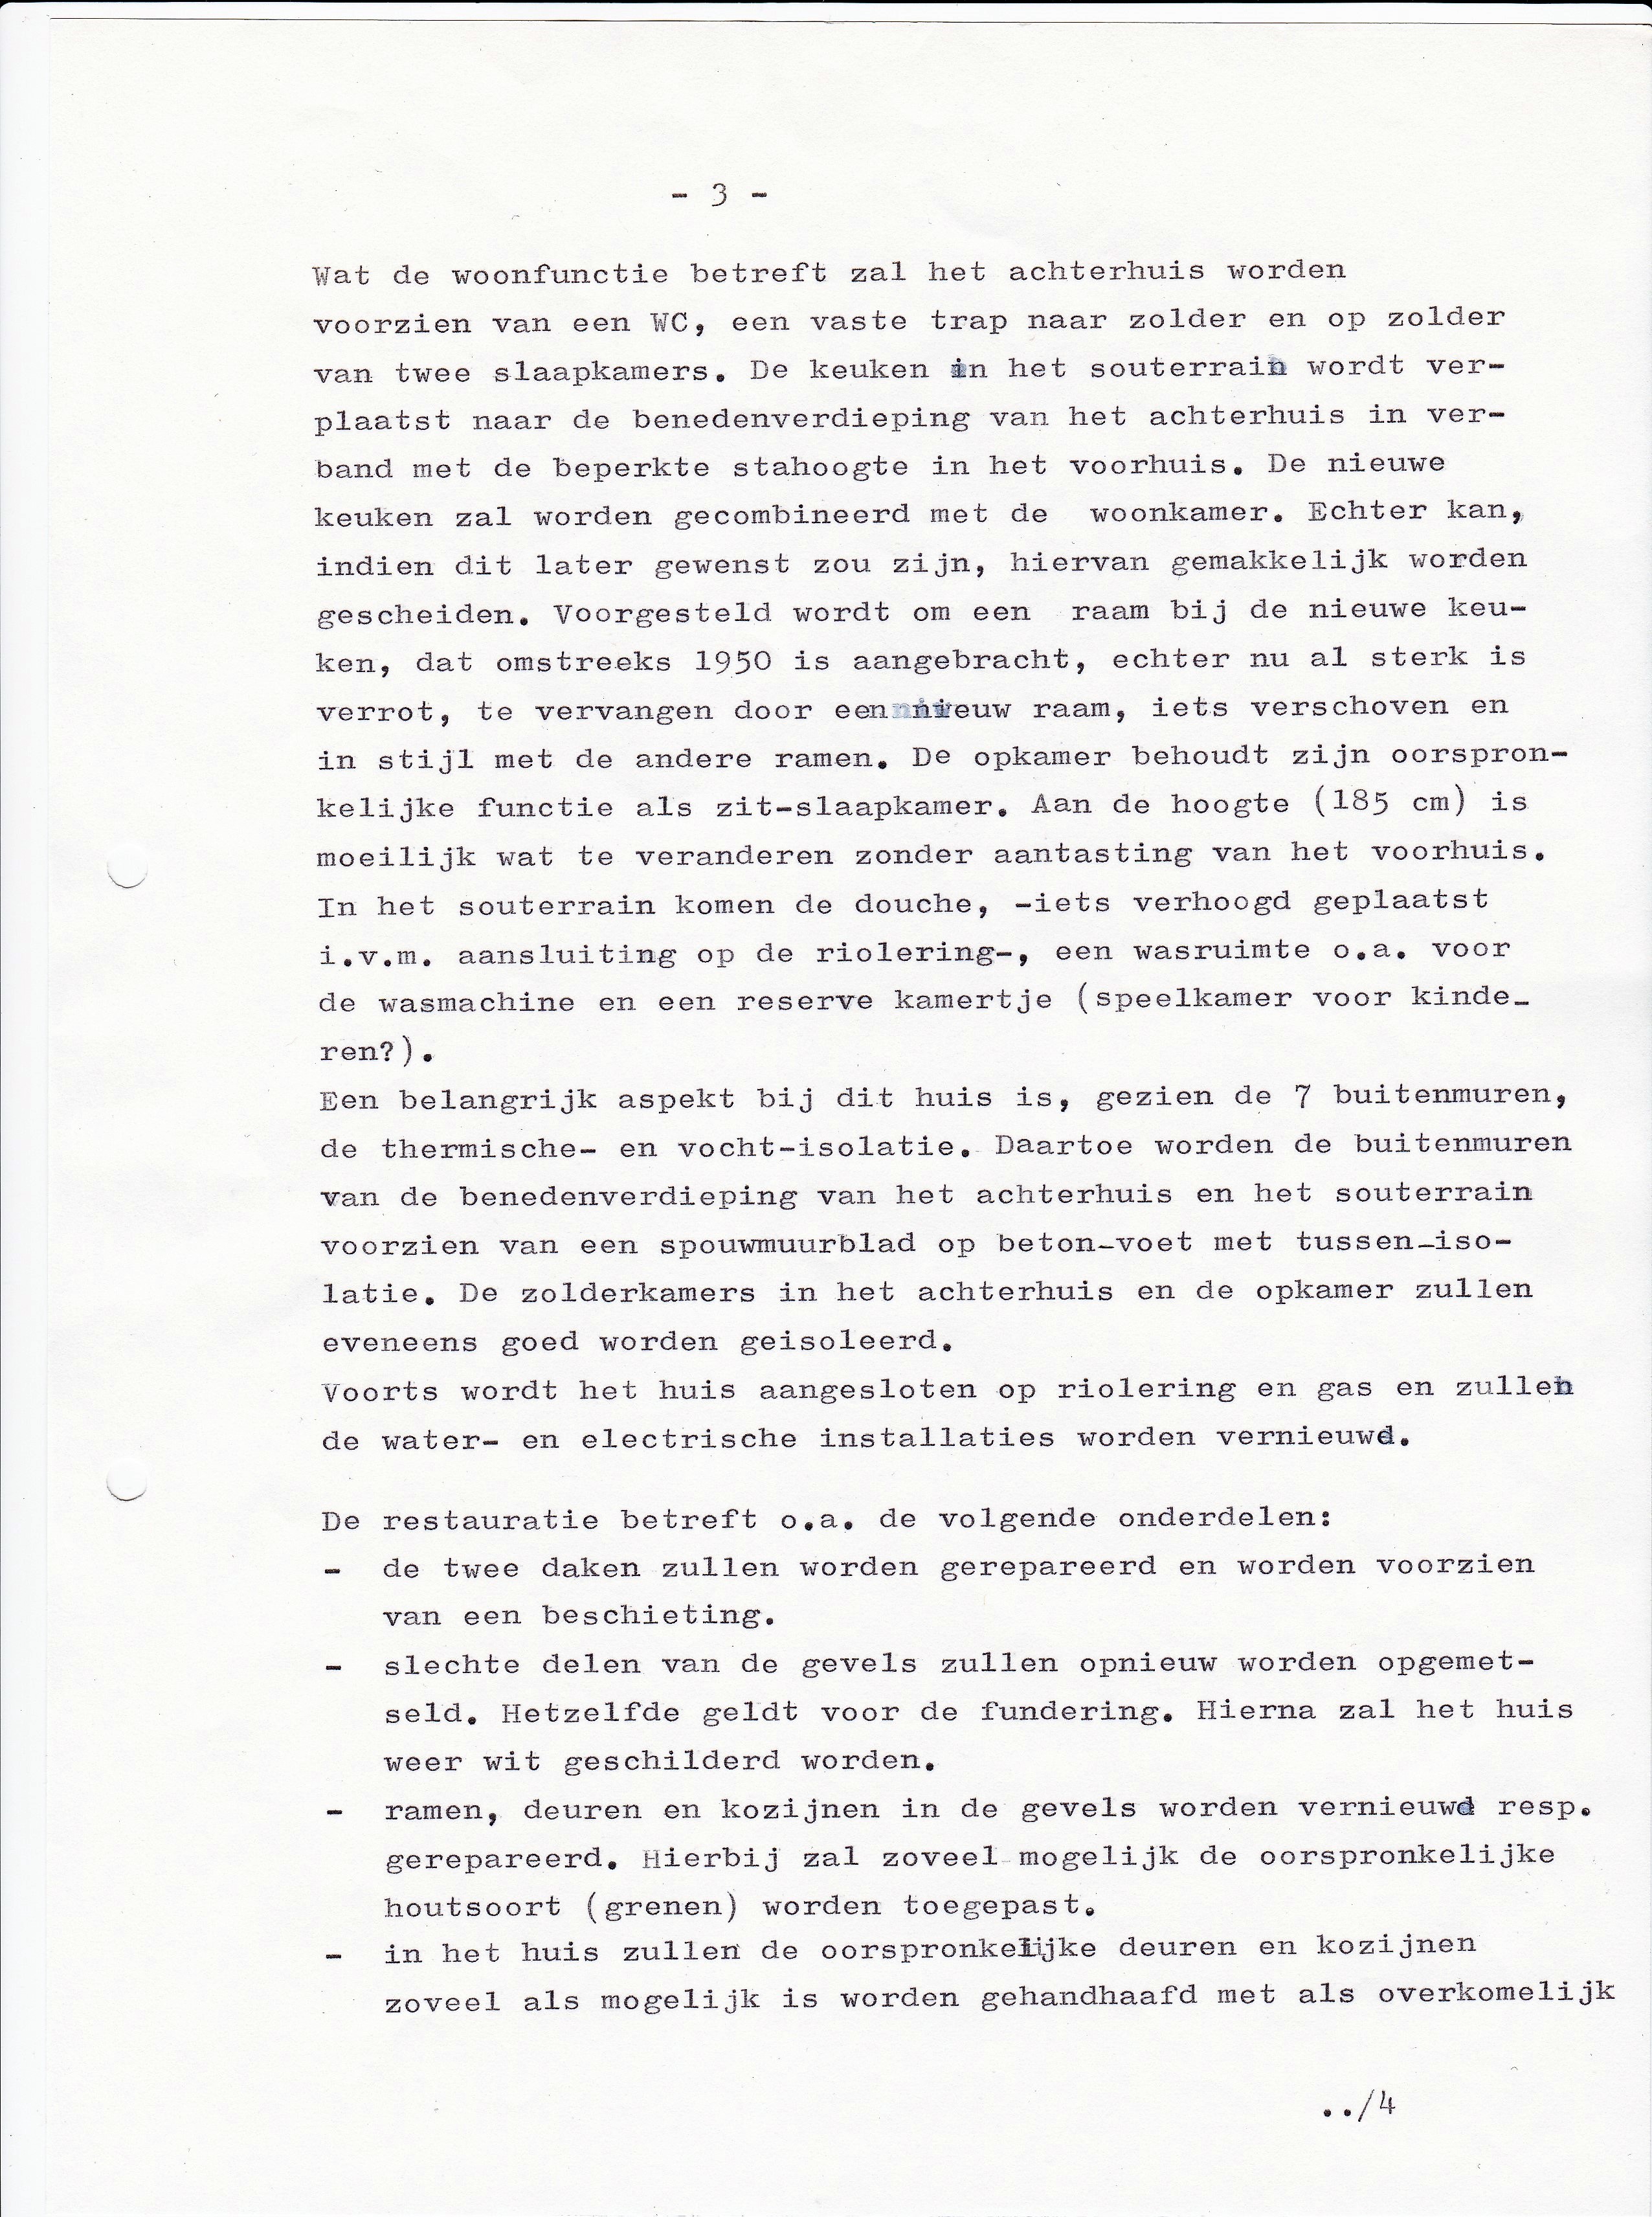 - 3 -
Wat de woonfunctie betreft zal het achterhuis worden
voorzien van een WC, een vaste trap naar zolder en op zolder
van twee slaapkamers. De keuken in het souterrain wordt ver-
plaatst naar de benedenverdieping van het achterhuis in ver-
band met de beperkte stahoogte in het voorhuis. De nieuwe
keuken zal worden gecombineerd met de woonkamer. Echter kan,
indien dit later gewenst zou zijn, hiervan gemakkelijk worden
gescheiden. Voorgesteld wordt om een raam bij de nieuwe keu-
ken, dat omstreeks 1950 is aangebracht, echter nu al sterk is
verrot, te vervangen door een nieuw raam, iets verschoven en
in stijl met de andere ramen. De opkamer behoudt zijn oorspron-
kelijke functie als zit-slaapkamer. Aan de hoogte (185 cm) is
moeilijk wat te veranderen zonder aantasting van het voorhuis.
In het souterrain komen de douche, -iets verhoogd geplaatst
i.v.m. aansluiting op de riolering-, een wasruimte o.a. voor
de wasmachine en een reserve kamertje (speelkamer voor kinde-
ren?).
Een belangrijk aspekt bij dit huis is, gezien de 7 buitenmuren,
de thermische- en vocht-isolatie. Daartoe worden de buitenmuren
van de benedenverdieping van het achterhuis en het souterrain
voorzien van een spouwmuurblad op beton-voet met tussen-iso-
latie. De zolderkamers in het achterhuis en de opkamer zullen
eveneens goed worden geisoleerd.
Voorts wordt het huis aangesloten op riolering en gas en zullen
de water- en electrische installaties worden vernieuwd.
De restauratie betreft o.a. de volgende onderdelen:
- de twee daken zullen worden gerepareerd en worden voorzien
van een beschieting.
- slechte delen van de gevels zullen opnieuw worden opgemet-
seld. Hetzelfde geldt voor de fundering. Hierna zal het huis
weer wit geschilderd worden.
- ramen, deuren en kozijnen in de gevels worden vernieuwd resp.
gerepareerd. Hierbij zal zoveel mogelijk de oorspronkelijke
houtsoort (grenen) worden toegepast.
- in het huis zullen de oorspronkelijke deuren en kozijnen
zoveel als mogelijk is worden gehandhaafd met als overkomelijk
../4